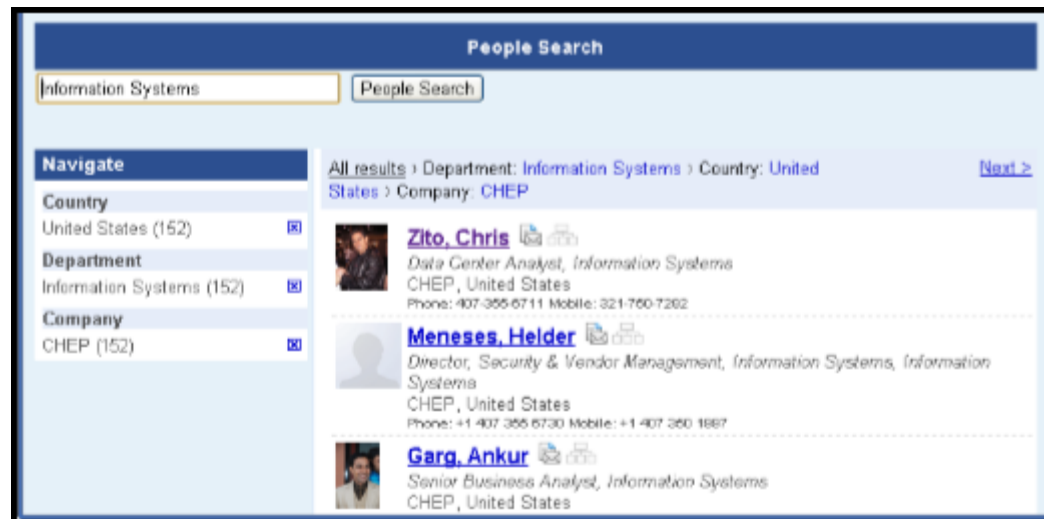 People Search
Information Systems
People Search
Navigate
Country
United States (152)
Department
Information Systems (152)
Company
CHEP (152)
All results › Department: Information Systems › Country: United
States › Company: CHEP
Next >
Zito, Chris
Data Center Analyst, Information Systems
CHEP, United States
Phone: 407-355-6711 Mobile: 321-760-7292
Meneses, Helder
Director, Security & Vendor Management, Information Systems, Information
Systems
CHEP, United States
Phone: +1 407 355 6730 Mobile: +1 407 360 1997
Garg, Ankur
Senior Business Analyst, Information Systems
CHEP, United States